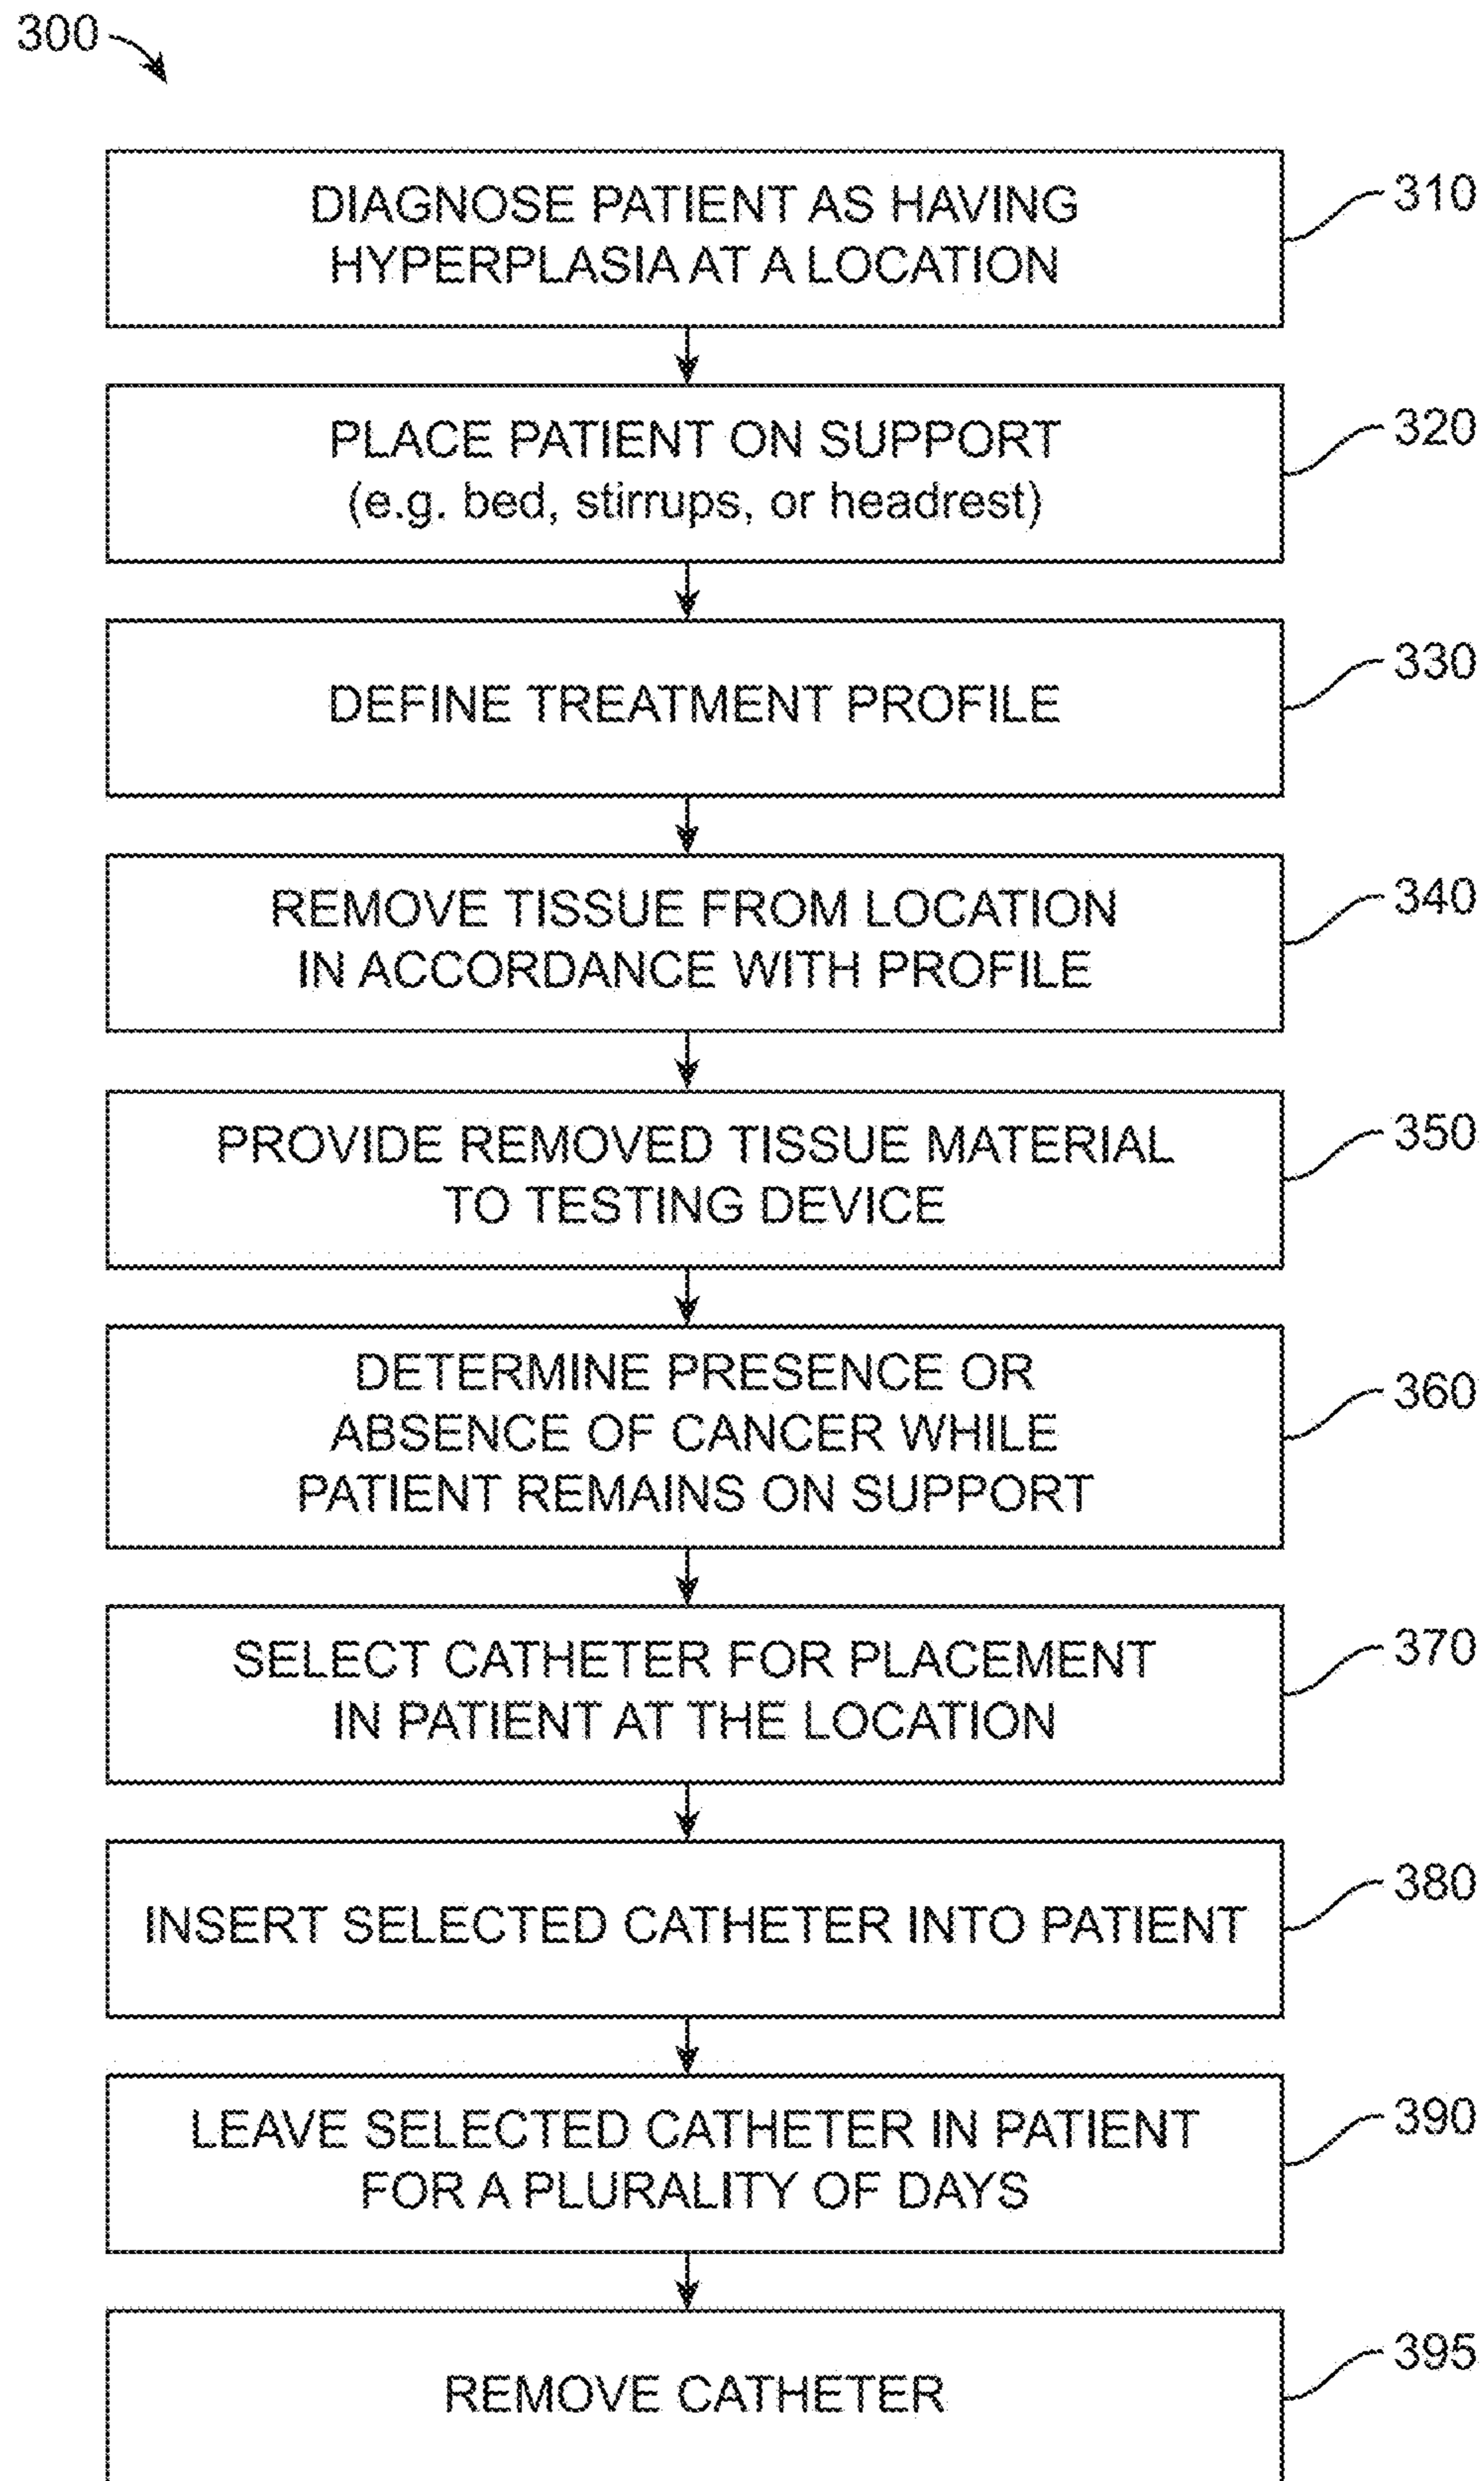 300
DIAGNOSE PATIENT AS HAVING
HYPERPLASIA AT A LOCATION
310
PLACE PATIENT ON SUPPORT
(e.g. bed, stirrups, or headrest)
320
DEFINE TREATMENT PROFILE
330
REMOVE TISSUE FROM LOCATION
IN ACCORDANCE WITH PROFILE
340
PROVIDE REMOVED TISSUE MATERIAL
TO TESTING DEVICE
350
DETERMINE PRESENCE OR
ABSENCE OF CANCER WHILE
PATIENT REMAINS ON SUPPORT
360
SELECT CATHETER FOR PLACEMENT
IN PATIENT AT THE LOCATION
370
INSERT SELECTED CATHETER INTO PATIENT
380
LEAVE SELECTED CATHETER IN PATIENT
FOR A PLURALITY OF DAYS
390
REMOVE CATHETER
395